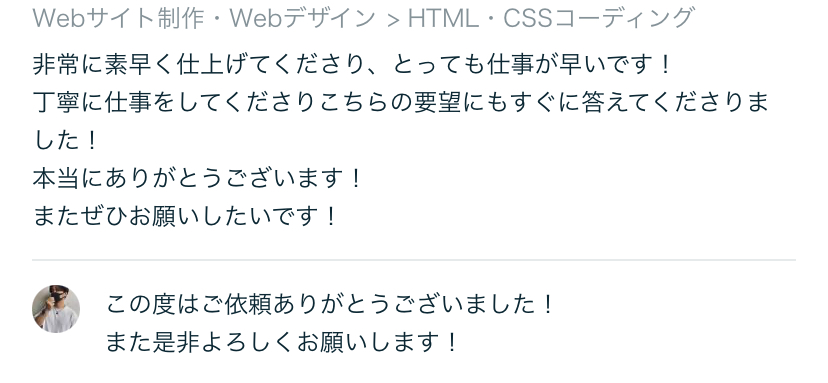 Webサイト制作・Webデザイン > HTML・CSSコーディング
非常に素早く仕上げてくださり、とっても仕事が早いです！
丁寧に仕事をしてくださりこちらの要望にもすぐに答えてくださりま
した！
本当にありがとうございます！
またぜひお願いしたいです！
この度はご依頼ありがとうございました！
また是非よろしくお願いします！